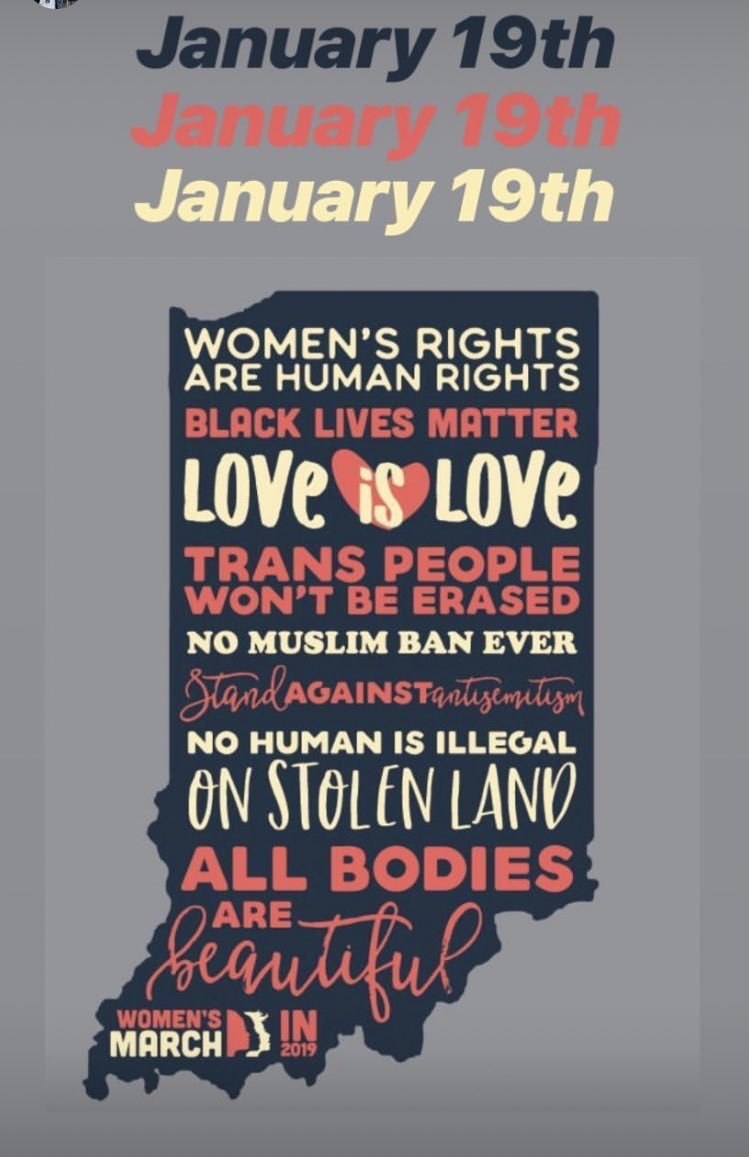 January 19th
January 19th
January 19th
WOMEN'S RIGHTS
ARE HUMAN RIGHTS
BLACK LIVES MATTER
LOVe is LOVe
TRANS PEOPLE
WON'T BE ERASED
NO MUSLIM BAN EVER
Stand AGAINST antisemitism
NO HUMAN IS ILLEGAL
ON STOLEN LAND
ALL BODIES
ARE
beautiful
WOMEN'S
MARCH
IN
2019